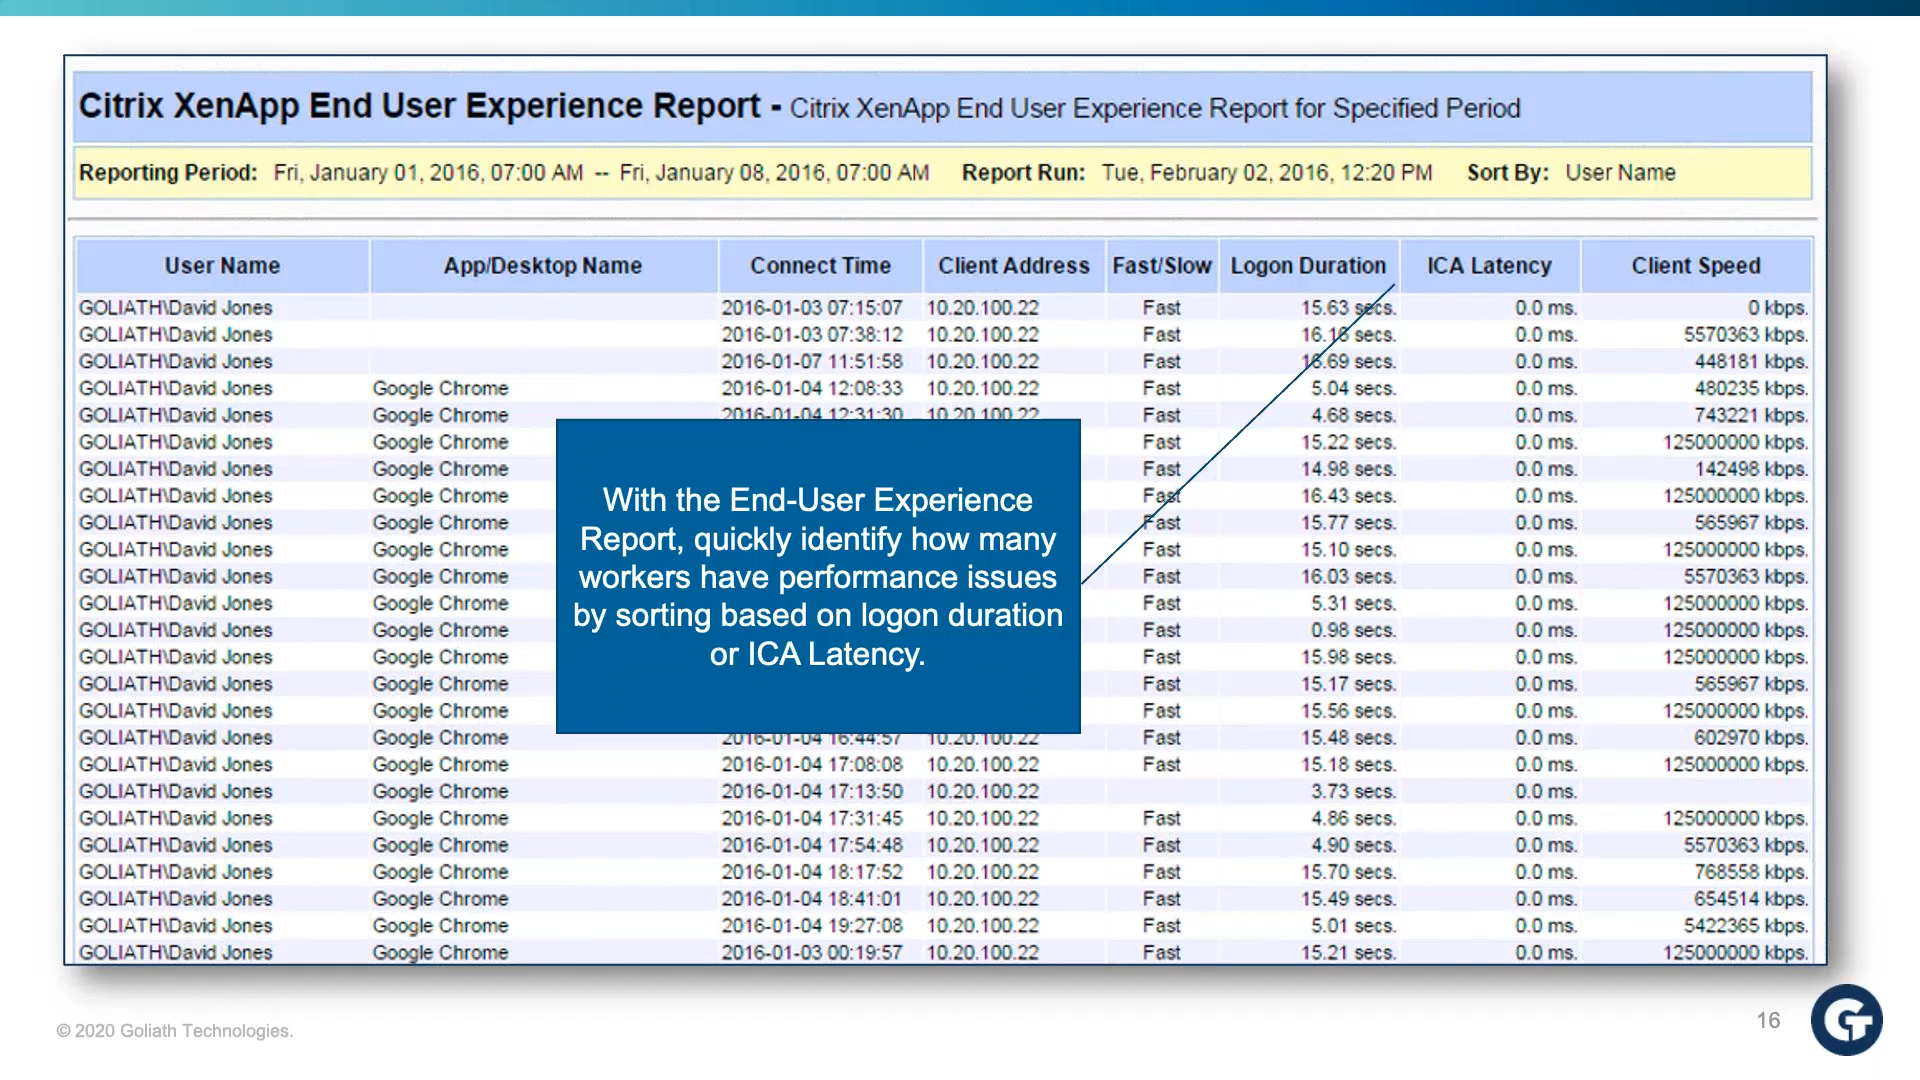 Citrix XenApp End User Experience Report - Citrix XenApp End User Experience Report for Specified Period
Reporting Period: Fri, January 01, 2016, 07:00 AM -- Fri, January 08, 2016, 07:00 AM Report Run: Tue, February 02, 2016, 12:20 PM Sort By: User Name
User Name App/Desktop Name Connect Time Client Address Fast/Slow Logon Duration ICA Latency Client Speed
GOLIATH\David Jones 2016-01-03 07:15:07 10.20.100.22 Fast 15.63 secs. 0.0 ms. 0 kbps.
GOLIATH\David Jones 2016-01-03 07:38:12 10.20.100.22 Fast 16.16 secs. 0.0 ms. 5570363 kbps.
GOLIATH\David Jones 2016-01-07 11:51:58 10.20.100.22 Fast 16.69 secs. 0.0 ms. 448181 kbps.
GOLIATH\David Jones Google Chrome 2016-01-04 12:08:33 10.20.100.22 Fast 5.04 secs. 0.0 ms. 480235 kbps.
GOLIATH\David Jones Google Chrome 2016-01-04 12:31:30 10.20.100.22 Fast 4.68 secs. 0.0 ms. 743221 kbps.
GOLIATH\David Jones Google Chrome Fast 15.22 secs. 0.0 ms. 125000000 kbps.
GOLIATH\David Jones Google Chrome Fast 14.98 secs. 0.0 ms. 142498 kbps.
GOLIATH\David Jones Google Chrome Fast 16.43 secs. 0.0 ms. 125000000 kbps.
GOLIATH\David Jones Google Chrome Fast 15.77 secs. 0.0 ms. 565967 kbps.
GOLIATH\David Jones Google Chrome Fast 15.10 secs. 0.0 ms. 125000000 kbps.
GOLIATH\David Jones Google Chrome Fast 16.03 secs. 0.0 ms. 5570363 kbps.
GOLIATH\David Jones Google Chrome Fast 5.31 secs. 0.0 ms. 125000000 kbps.
GOLIATH\David Jones Google Chrome Fast 0.98 secs. 0.0 ms. 125000000 kbps.
GOLIATH\David Jones Google Chrome Fast 15.98 secs. 0.0 ms. 125000000 kbps.
GOLIATH\David Jones Google Chrome Fast 15.17 secs. 0.0 ms. 565967 kbps.
GOLIATH\David Jones Google Chrome Fast 15.56 secs. 0.0 ms. 125000000 kbps.
GOLIATH\David Jones Google Chrome 2016-01-04 16:44:57 10.20.100.22 Fast 15.48 secs. 0.0 ms. 602970 kbps.
GOLIATH\David Jones Google Chrome 2016-01-04 17:08:08 10.20.100.22 Fast 15.18 secs. 0.0 ms. 125000000 kbps.
GOLIATH\David Jones Google Chrome 2016-01-04 17:13:50 10.20.100.22 3.73 secs. 0.0 ms.
GOLIATH\David Jones Google Chrome 2016-01-04 17:31:45 10.20.100.22 Fast 4.86 secs. 0.0 ms. 125000000 kbps.
GOLIATH\David Jones Google Chrome 2016-01-04 17:54:48 10.20.100.22 Fast 4.90 secs. 0.0 ms. 5570363 kbps.
GOLIATH\David Jones Google Chrome 2016-01-04 18:17:52 10.20.100.22 Fast 15.70 secs. 0.0 ms. 768558 kbps.
GOLIATH\David Jones Google Chrome 2016-01-04 18:41:01 10.20.100.22 Fast 15.49 secs. 0.0 ms. 654514 kbps.
GOLIATH\David Jones Google Chrome 2016-01-04 19:27:08 10.20.100.22 Fast 5.01 secs. 0.0 ms. 5422365 kbps.
GOLIATH\David Jones Google Chrome 2016-01-03 00:19:57 10.20.100.22 Fast 15.21 secs. 0.0 ms. 125000000 kbps.
With the End-User Experience
Report, quickly identify how many
workers have performance issues
by sorting based on logon duration
or ICA Latency.
© 2020 Goliath Technologies.
16